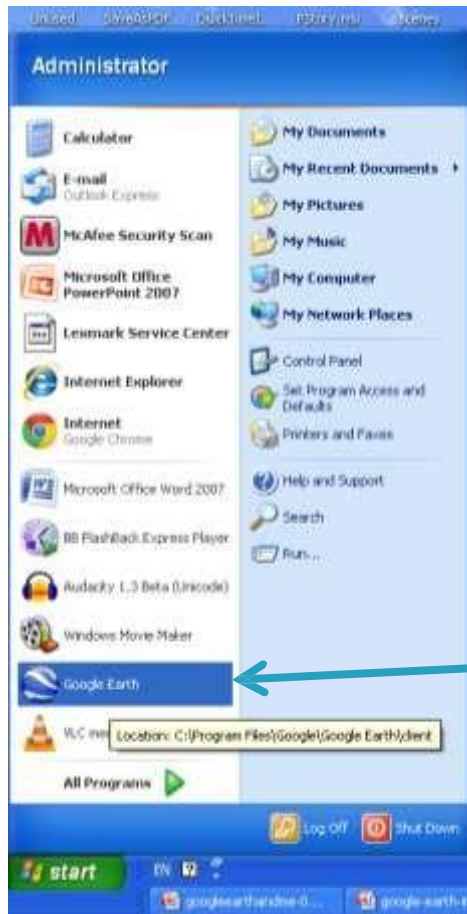 Administrator
Calculator
E-mail
Outlook Express
McAfee Security Scan
Microsoft Office
PowerPoint 2007
Lexmark Service Center
Internet Explorer
Internet
Google Chrome
Microsoft Office Word 2007
BB FlashBack Express Player
Audacity 1.3 Beta (Unicode)
Windows Movie Maker
Google Earth
VLC
Location: C:\Program Files\Google\Google Earth\client
All Programs
My Documents
My Recent Documents
My Pictures
My Music
My Computer
My Network Places
Control Panel
Set Program Access and
Defaults
Printers and Faxes
Help and Support
Search
Run...
Log Off
Shut Down
start
EN